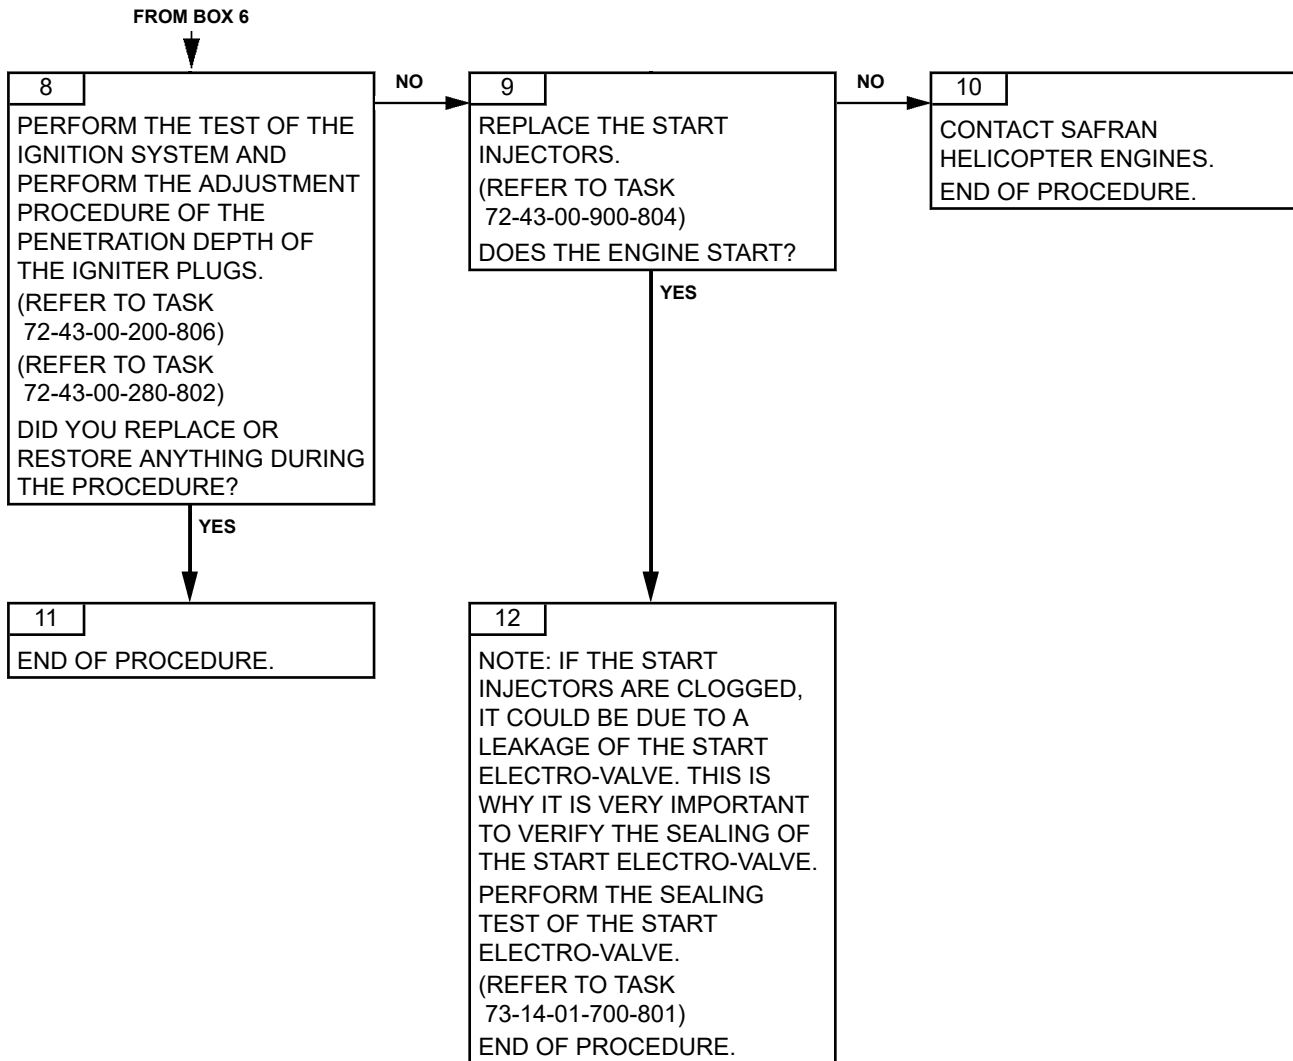 FROM BOX 6
8
PERFORM THE TEST OF THE
IGNITION SYSTEM AND
PERFORM THE ADJUSTMENT
PROCEDURE OF THE
PENETRATION DEPTH OF
THE IGNITER PLUGS.
(REFER TO TASK
72-43-00-200-806)
(REFER TO TASK
72-43-00-280-802)
DID YOU REPLACE OR
RESTORE ANYTHING DURING
THE PROCEDURE?
NO
9
REPLACE THE START
INJECTORS.
(REFER TO TASK
72-43-00-900-804)
DOES THE ENGINE START?
NO
10
CONTACT SAFRAN
HELICOPTER ENGINES.
END OF PROCEDURE.
YES
YES
11
END OF PROCEDURE.
12
NOTE: IF THE START
INJECTORS ARE CLOGGED,
IT COULD BE DUE TO A
LEAKAGE OF THE START
ELECTRO-VALVE. THIS IS
WHY IT IS VERY IMPORTANT
TO VERIFY THE SEALING OF
THE START ELECTRO-VALVE.
PERFORM THE SEALING
TEST OF THE START
ELECTRO-VALVE.
(REFER TO TASK
73-14-01-700-801)
END OF PROCEDURE.